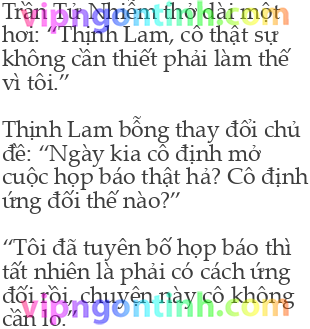 Trần Tử Nhiễm thở dài một
hơi: “Thịnh Lam, cô thật sự
không cần thiết phải làm thế
vì tôi.”
Thịnh Lam bỗng thay đổi chủ
đề: “Ngày kia cô định mở
cuộc họp báo thật hả? Cô định
ứng đối thế nào?”
“Tôi đã tuyên bố họp báo thì
tất nhiên là phải có cách ứng
đối rồi, chuyện này cô không
cần lo.”
vipngontinh.com
vipngontinh.com